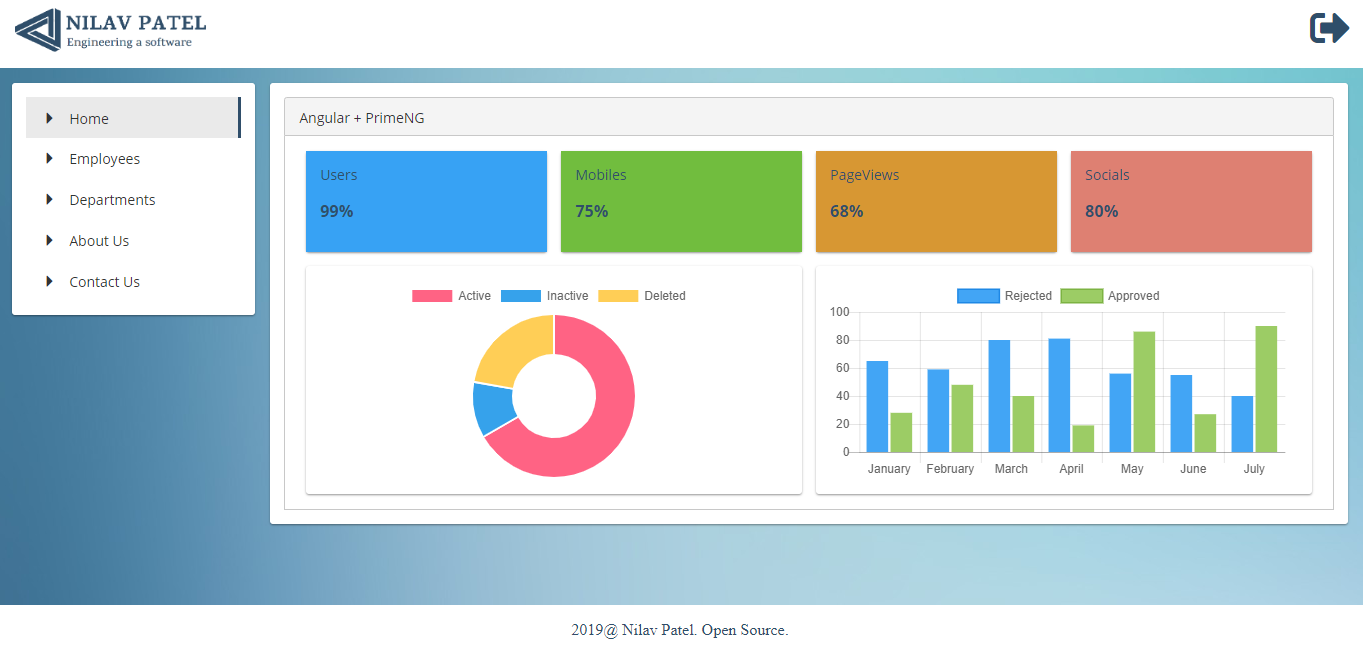 NILAV PATEL
Engineering a software
Home
Employees
Departments
About Us
Contact Us
Angular + PrimeNG
Users
99%
Mobiles
75%
PageViews
68%
Socials
80%
Active Inactive Deleted
Rejected Approved
100
80
60
40
20
0
January February March April May June July
2019@ Nilav Patel. Open Source.